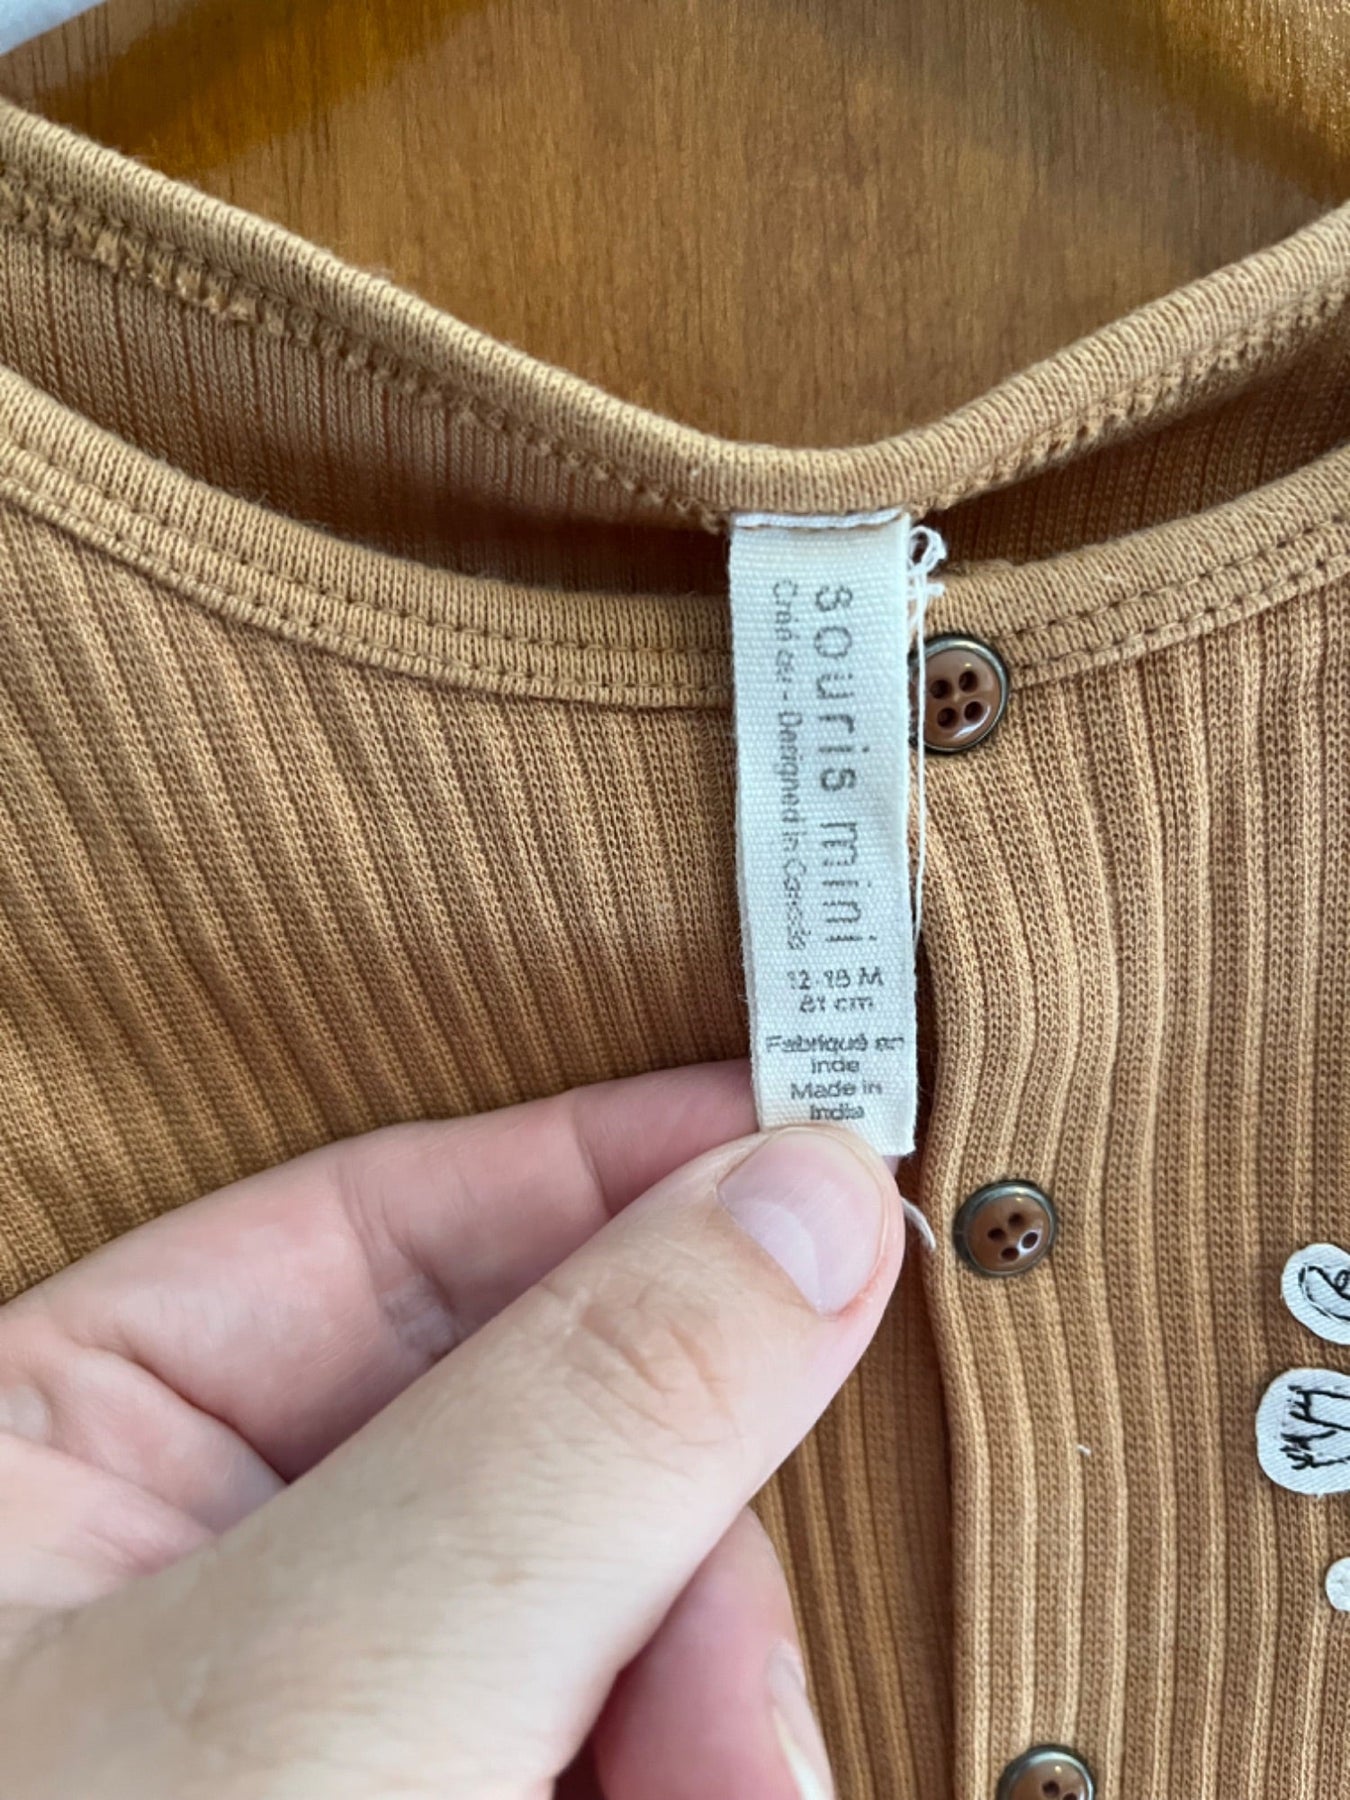 souris mini
Créé au - Designed in Canada
12-18 M
81 cm
Fabriqué en
Inde
Made in
India